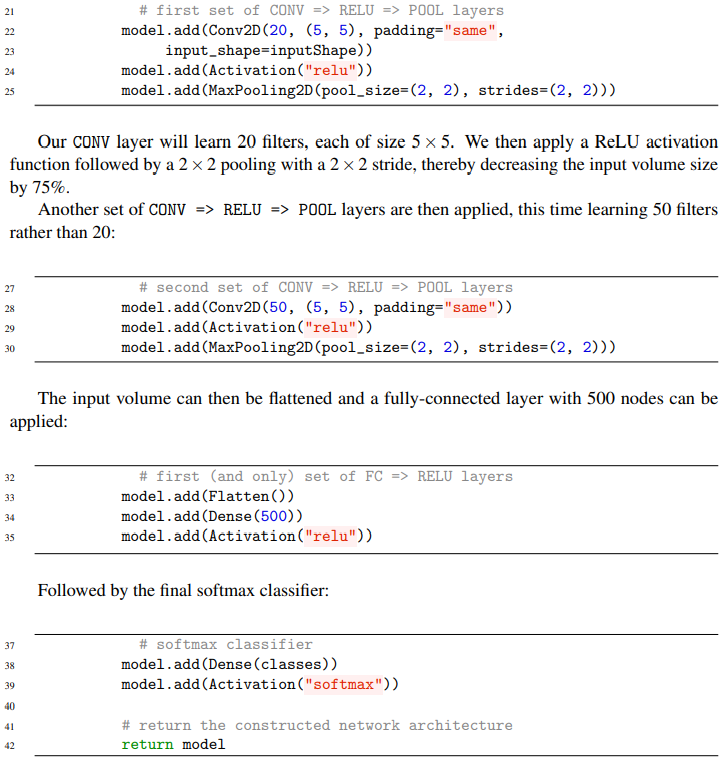 21 # first set of CONV => RELU => POOL layers
22 model.add(Conv2D(20, (5, 5), padding="same",
23 input_shape=inputShape))
24 model.add(Activation("relu"))
25 model.add(MaxPooling2D(pool_size=(2, 2), strides=(2, 2)))
Our CONV layer will learn 20 filters, each of size 5 × 5. We then apply a ReLU activation
function followed by a 2 × 2 pooling with a 2 × 2 stride, thereby decreasing the input volume size
by 75%.
Another set of CONV => RELU => POOL layers are then applied, this time learning 50 filters
rather than 20:
27 # second set of CONV => RELU => POOL layers
28 model.add(Conv2D(50, (5, 5), padding="same"))
29 model.add(Activation("relu"))
30 model.add(MaxPooling2D(pool_size=(2, 2), strides=(2, 2)))
The input volume can then be flattened and a fully-connected layer with 500 nodes can be
applied:
32 # first (and only) set of FC => RELU layers
33 model.add(Flatten())
34 model.add(Dense(500))
35 model.add(Activation("relu"))
Followed by the final softmax classifier:
37 # softmax classifier
38 model.add(Dense(classes))
39 model.add(Activation("softmax"))
40
41 # return the constructed network architecture
42 return model